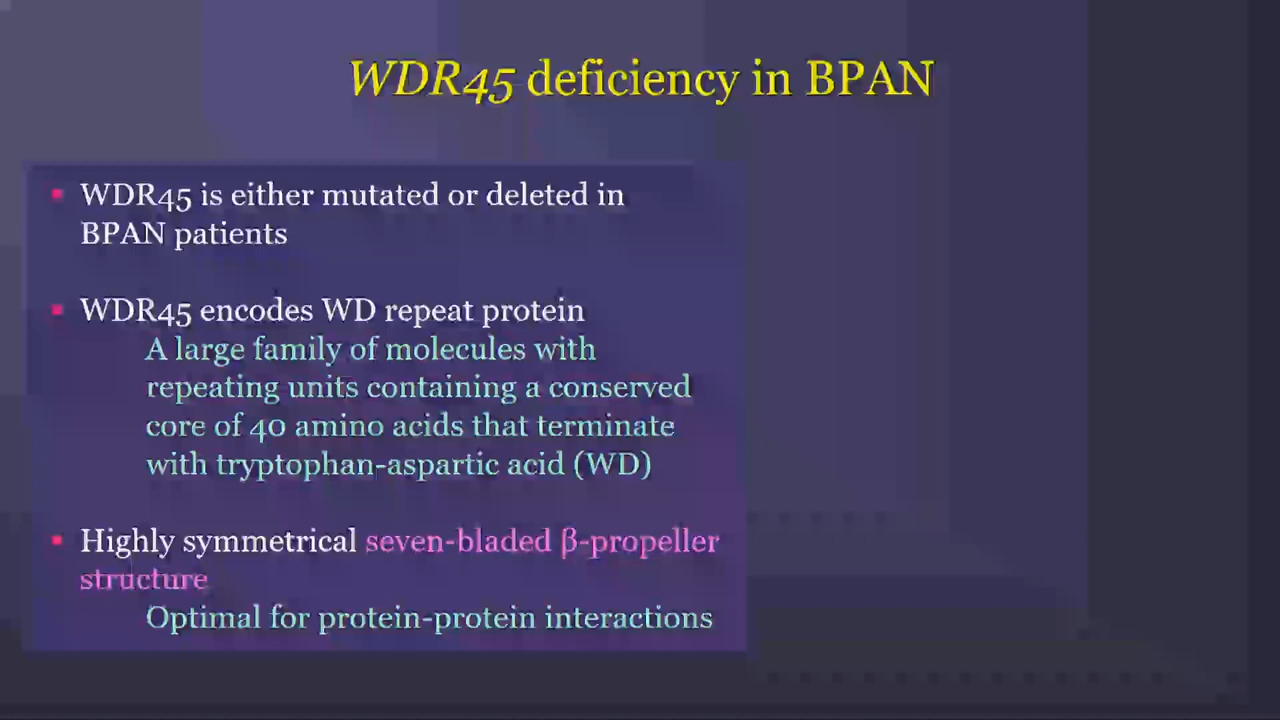 WDR45 deficiency in BPAN
▪ WDR45 is either mutated or deleted in
BPAN patients
▪ WDR45 encodes WD repeat protein
A large family of molecules with
repeating units containing a conserved
core of 40 amino acids that terminate
with tryptophan-aspartic acid (WD)
▪ Highly symmetrical seven-bladed β-propeller
structure
Optimal for protein-protein interactions